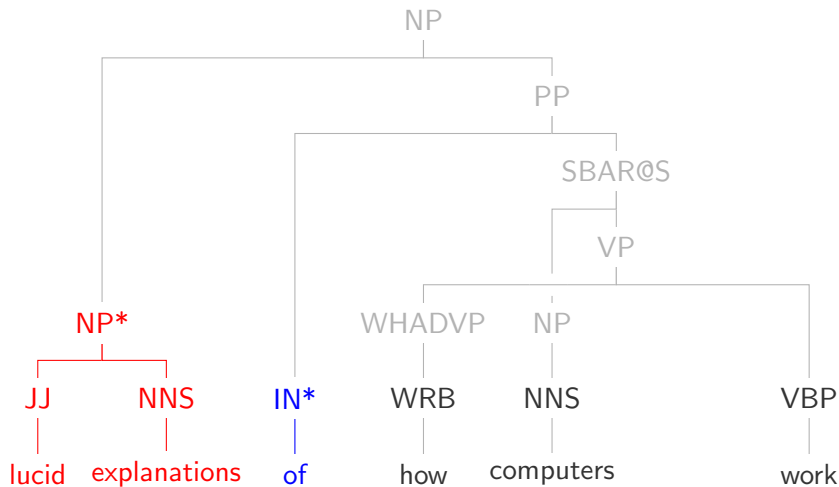 NP
PP
SBAR@S
VP
NP* WHADVP NP
JJ NNS IN* WRB NNS VBP
lucid explanations of how computers work